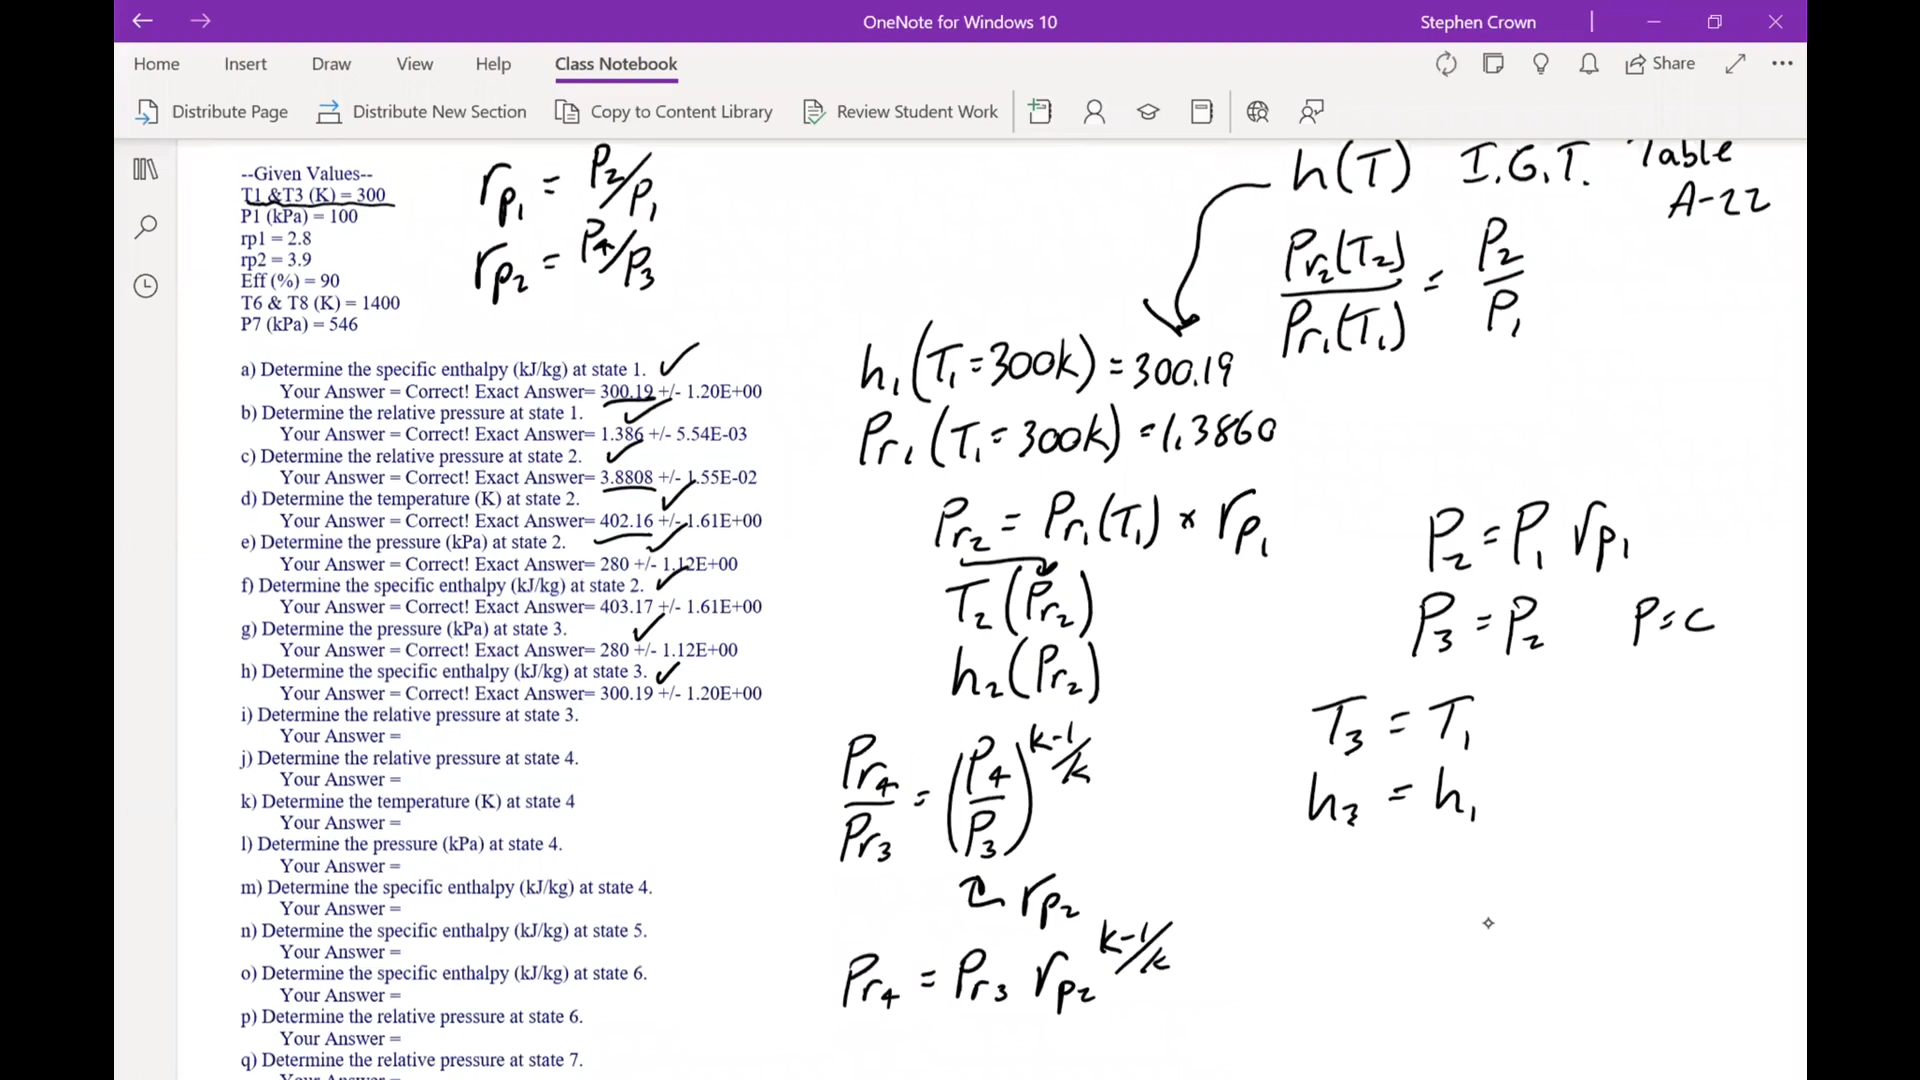 OneNote for Windows 10
Stephen Crown
Home Insert Draw View Help Class Notebook
Share
Distribute Page Distribute New Section Copy to Content Library Review Student Work
--Given Values--
T1 &T3 (K) = 300
P1 (kPa) = 100
rp1 = 2.8
rp2 = 3.9
Eff (%) = 90
T6 & T8 (K) = 1400
P7 (kPa) = 546
a) Determine the specific enthalpy (kJ/kg) at state 1.
Your Answer = Correct! Exact Answer= 300.19 +/- 1.20E+00
b) Determine the relative pressure at state 1.
Your Answer = Correct! Exact Answer= 1.386 +/- 5.54E-03
c) Determine the relative pressure at state 2.
Your Answer = Correct! Exact Answer= 3.8808 +/- 1.55E-02
d) Determine the temperature (K) at state 2.
Your Answer = Correct! Exact Answer= 402.16 +/- 1.61E+00
e) Determine the pressure (kPa) at state 2.
Your Answer = Correct! Exact Answer= 280 +/- 1.12E+00
f) Determine the specific enthalpy (kJ/kg) at state 2.
Your Answer = Correct! Exact Answer= 403.17 +/- 1.61E+00
g) Determine the pressure (kPa) at state 3.
Your Answer = Correct! Exact Answer= 280 +/- 1.12E+00
h) Determine the specific enthalpy (kJ/kg) at state 3.
Your Answer = Correct! Exact Answer= 300.19 +/- 1.20E+00
i) Determine the relative pressure at state 3.
Your Answer =
j) Determine the relative pressure at state 4.
Your Answer =
k) Determine the temperature (K) at state 4
Your Answer =
l) Determine the pressure (kPa) at state 4.
Your Answer =
m) Determine the specific enthalpy (kJ/kg) at state 4.
Your Answer =
n) Determine the specific enthalpy (kJ/kg) at state 5.
Your Answer =
o) Determine the specific enthalpy (kJ/kg) at state 6.
Your Answer =
p) Determine the relative pressure at state 6.
Your Answer =
q) Determine the relative pressure at state 7.
Your Answer =
rp1 = P2/P1
rp2 = P4/P3
h(T) I.G.T. Table
A-22
Pr2(T2)/Pr1(T1) = P2/P1
h1(T1=300k) = 300.19
Pr1(T1=300k) = 1.3860
Pr2 = Pr1(T1) * rp1
T2(Pr2)
h2(Pr2)
P2 = P1 rp1
P3 = P2 P=c
T3 = T1
h3 = h1
Pr4/Pr3 = (P4/P3)^k-1/k
rp2
Pr4 = Pr3 rp2^k-1/k